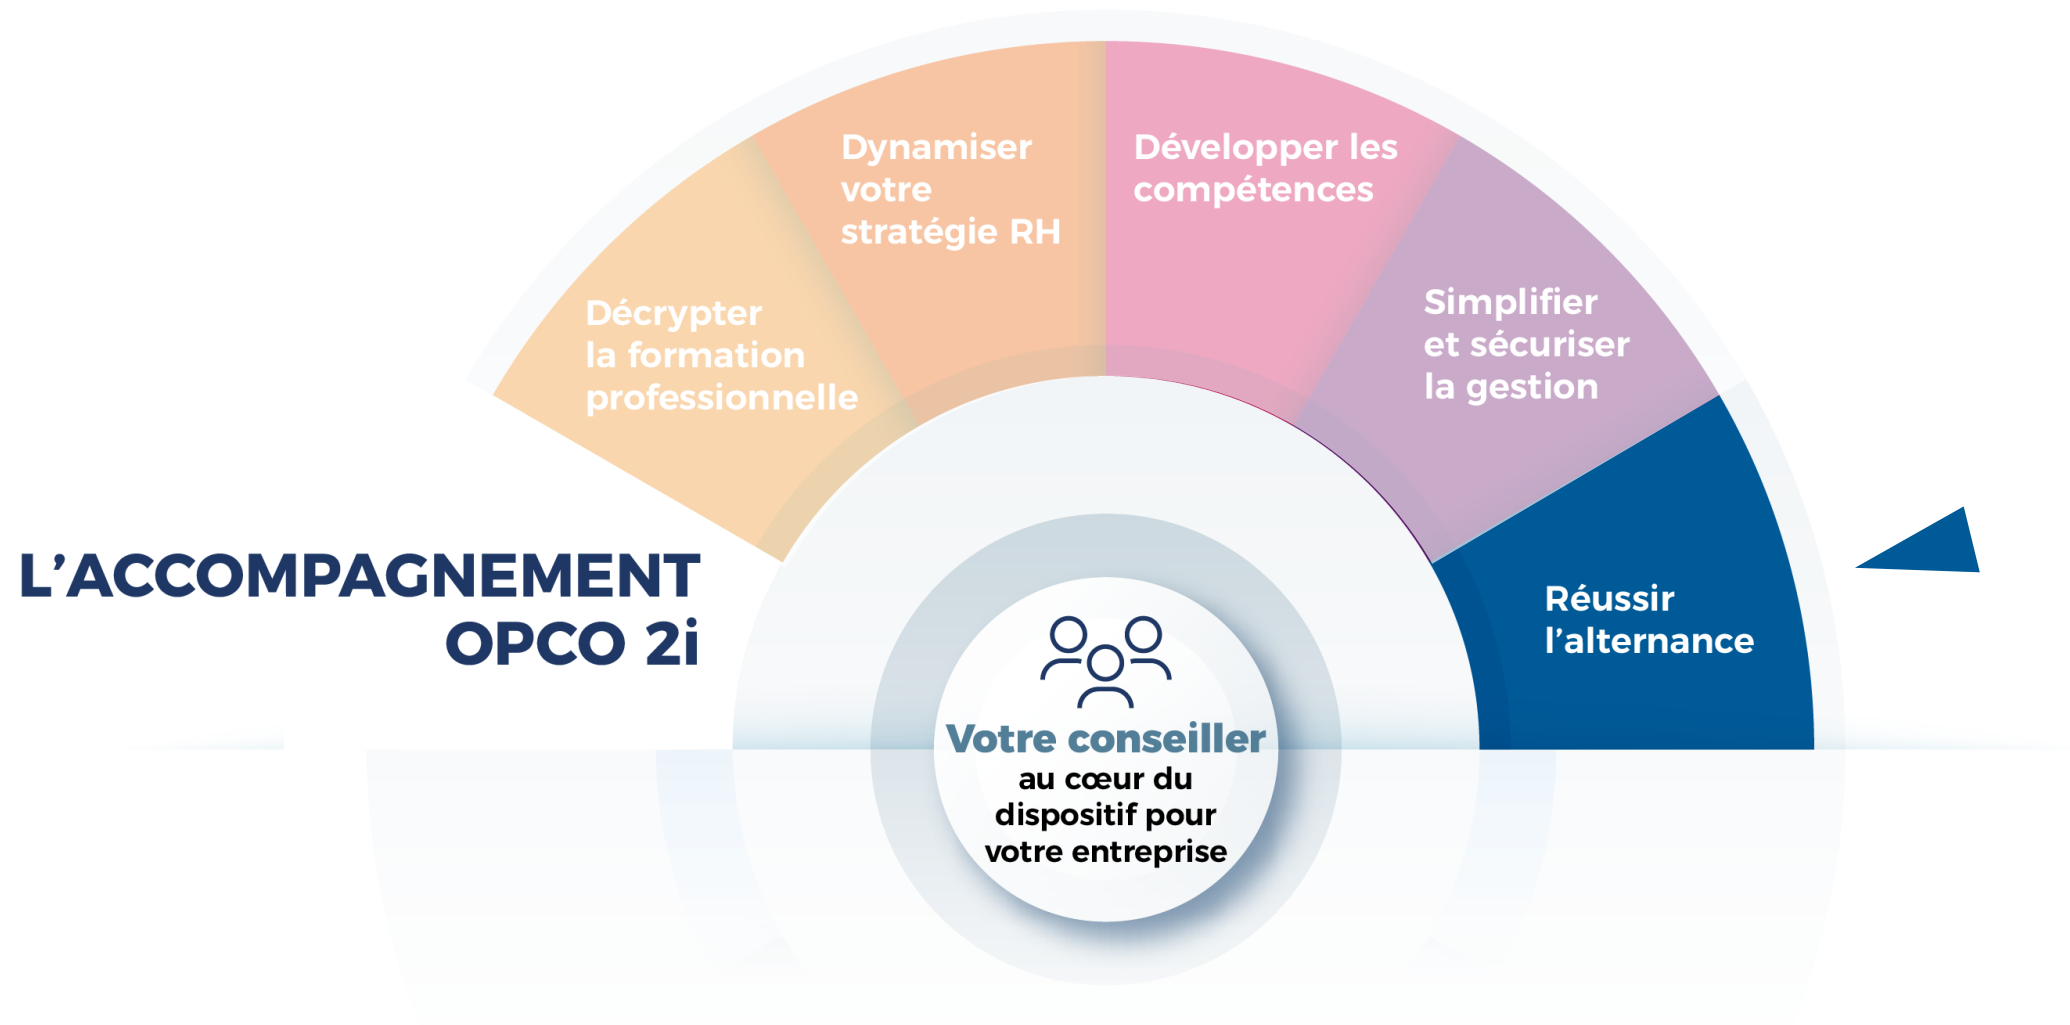 Dynamiser
votre
stratégie RH
Développer les
compétences
Décrypter
la formation
professionnelle
Simplifier
et sécuriser
la gestion
L’ACCOMPAGNEMENT
OPCO 2i
Réussir
l’alternance
Votre conseiller
au cœur du
dispositif pour
votre entreprise